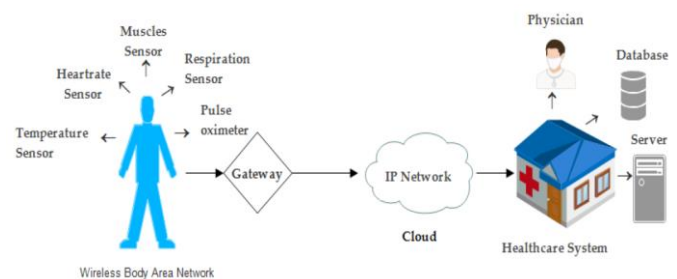 Muscles
Sensor
Heartrate
Sensor
Respiration
Sensor
Temperature
Sensor
Pulse
oximeter
Gateway
IP Network
Cloud
Physician
Database
Server
Healthcare System
Wireless Body Area Network